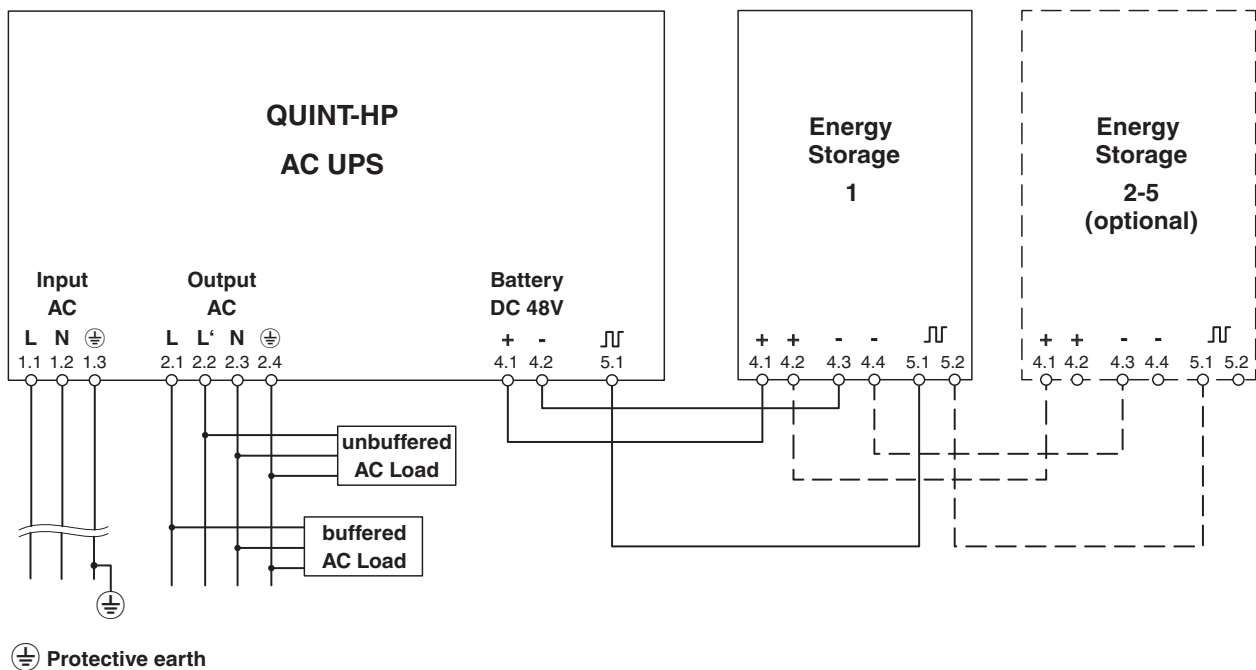 QUINT-HP
AC UPS
Input
AC
L N
1.1 1.2 1.3
Output
AC
L L‘ N
2.1 2.2 2.3 2.4
Battery
DC 48V
+ -
4.1 4.2 5.1
Energy
Storage
1
+ + - -
4.1 4.2 4.3 4.4 5.1 5.2
Energy
Storage
2-5
(optional)
+ + - -
4.1 4.2 4.3 4.4 5.1 5.2
unbuffered
AC Load
buffered
AC Load
Protective earth